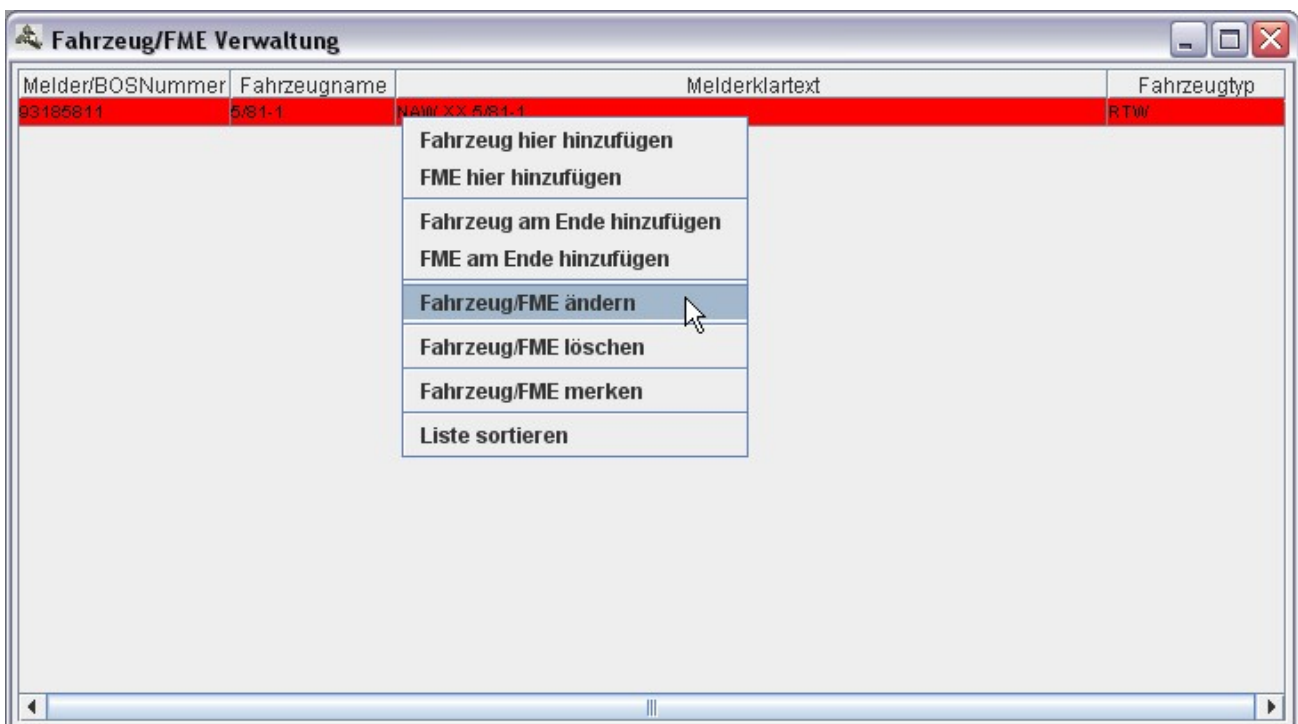 Fahrzeug/FME Verwaltung
Melder/BOSNummer Fahrzeugname Melderklartext Fahrzeugtyp
93185811 5/81-1 NAW XX 5/81-1 RTW
Fahrzeug hier hinzufügen
FME hier hinzufügen
Fahrzeug am Ende hinzufügen
FME am Ende hinzufügen
Fahrzeug/FME ändern
Fahrzeug/FME löschen
Fahrzeug/FME merken
Liste sortieren